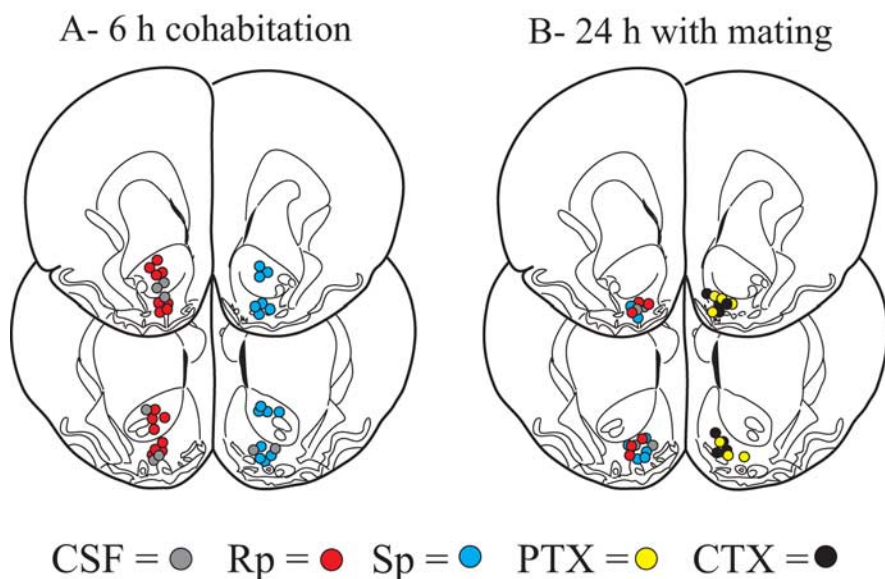 A- 6 h cohabitation
B- 24 h with mating
CSF = Rp = Sp = PTX = CTX =